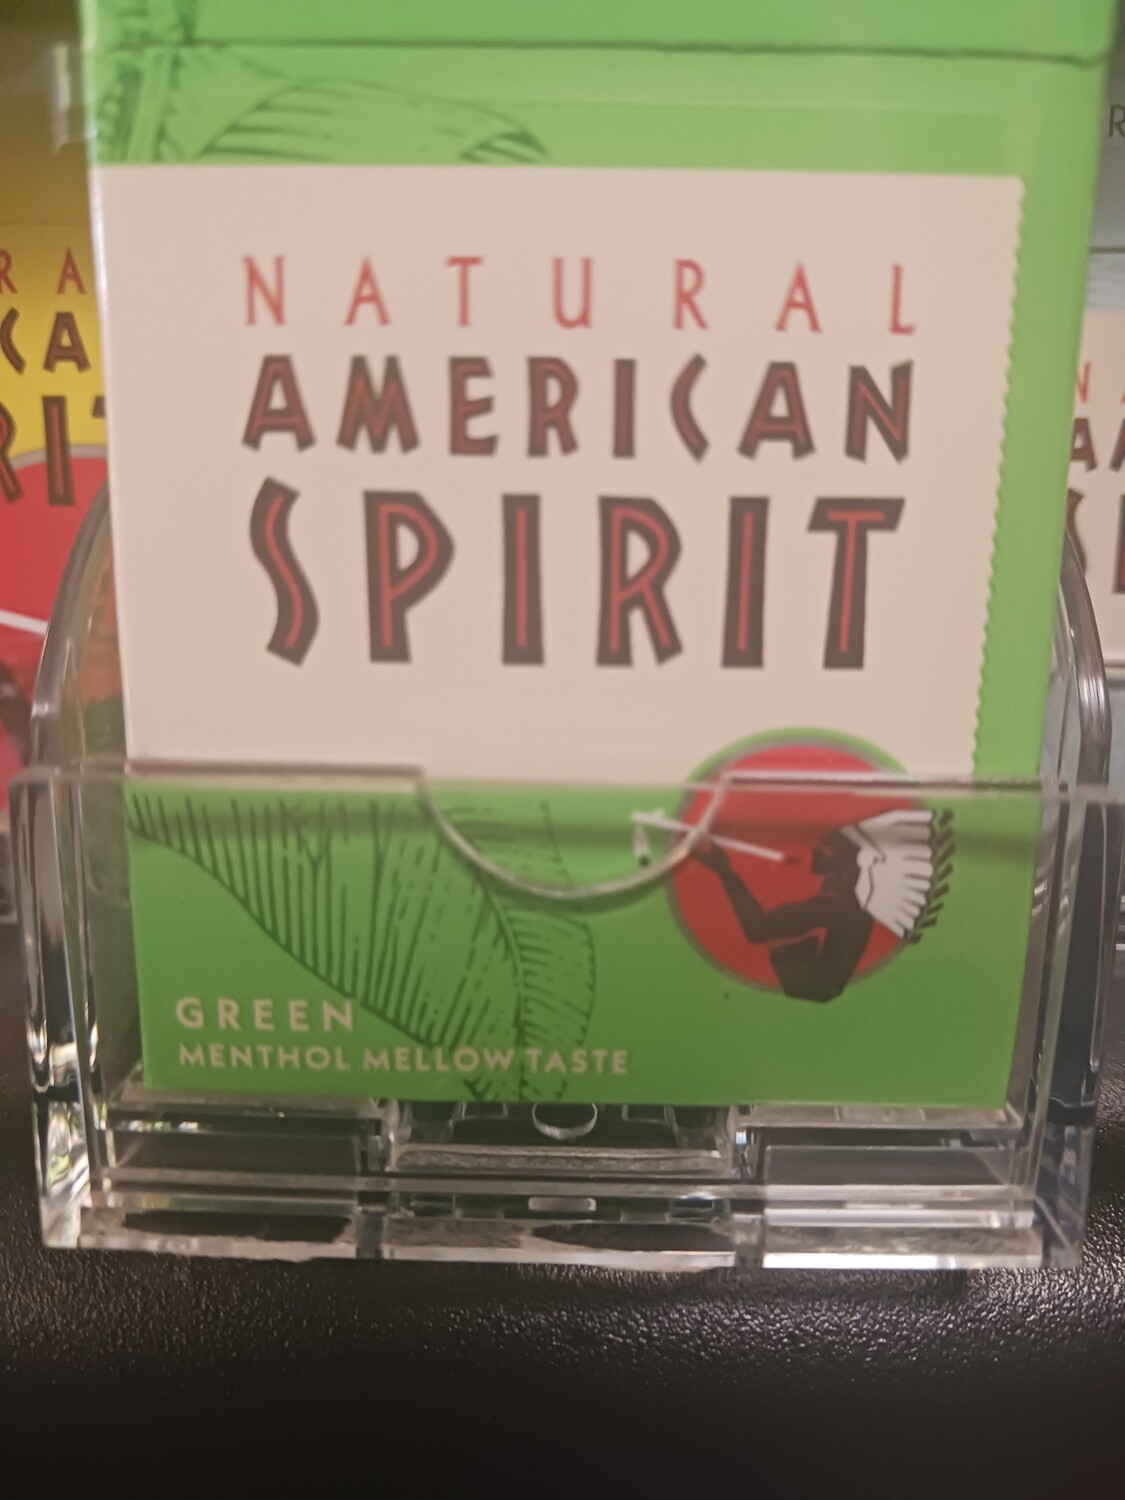 NATURAL
AMERICAN
SPIRIT
GREEN
MENTHOL MELLOW TASTE